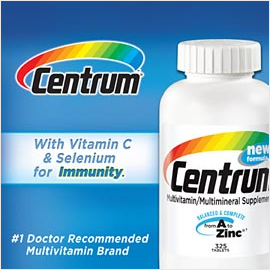 Centrum
With Vitamin C
& Selenium
for Immunity.
#1 Doctor Recommended
Multivitamin Brand
new
formula
Centrum
Multivitamin/Multimineral Supplement
BALANCED & COMPLETE
from A to
Zinc
325
TABLETS